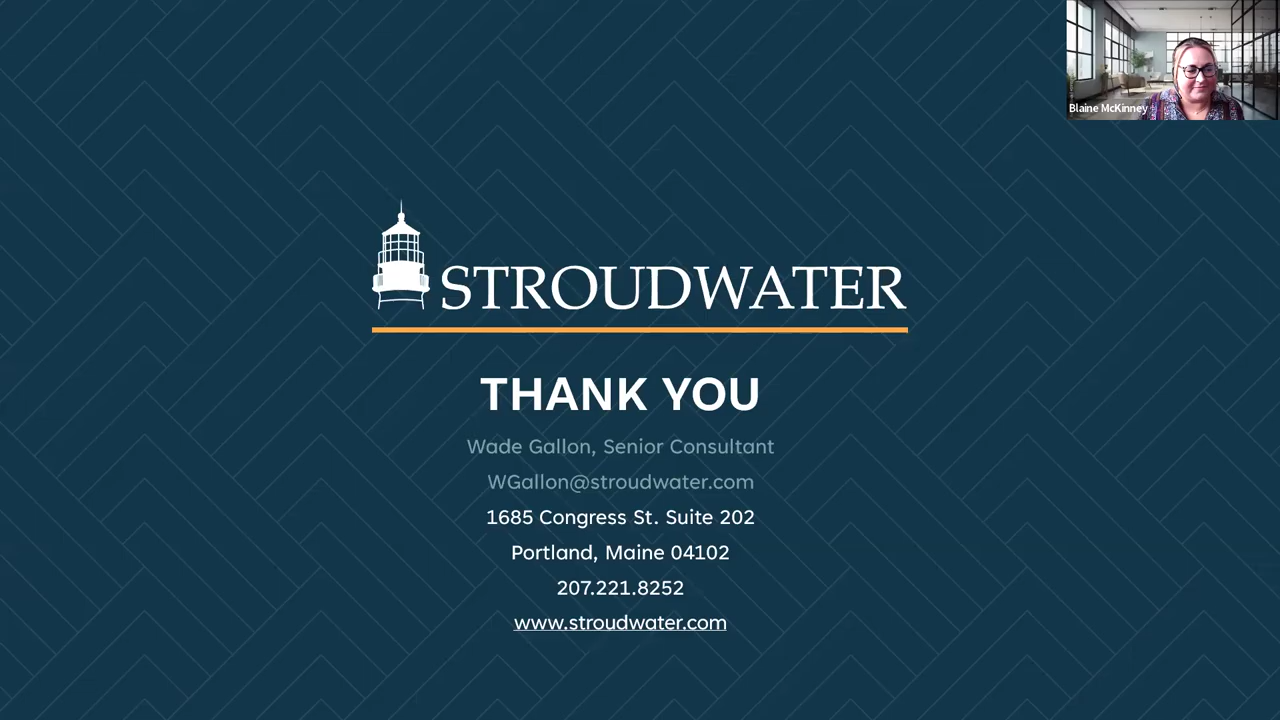 Blaine McKinney
STROUDWATER
THANK YOU
Wade Gallon, Senior Consultant
WGallon@stroudwater.com
1685 Congress St. Suite 202
Portland, Maine 04102
207.221.8252
www.stroudwater.com